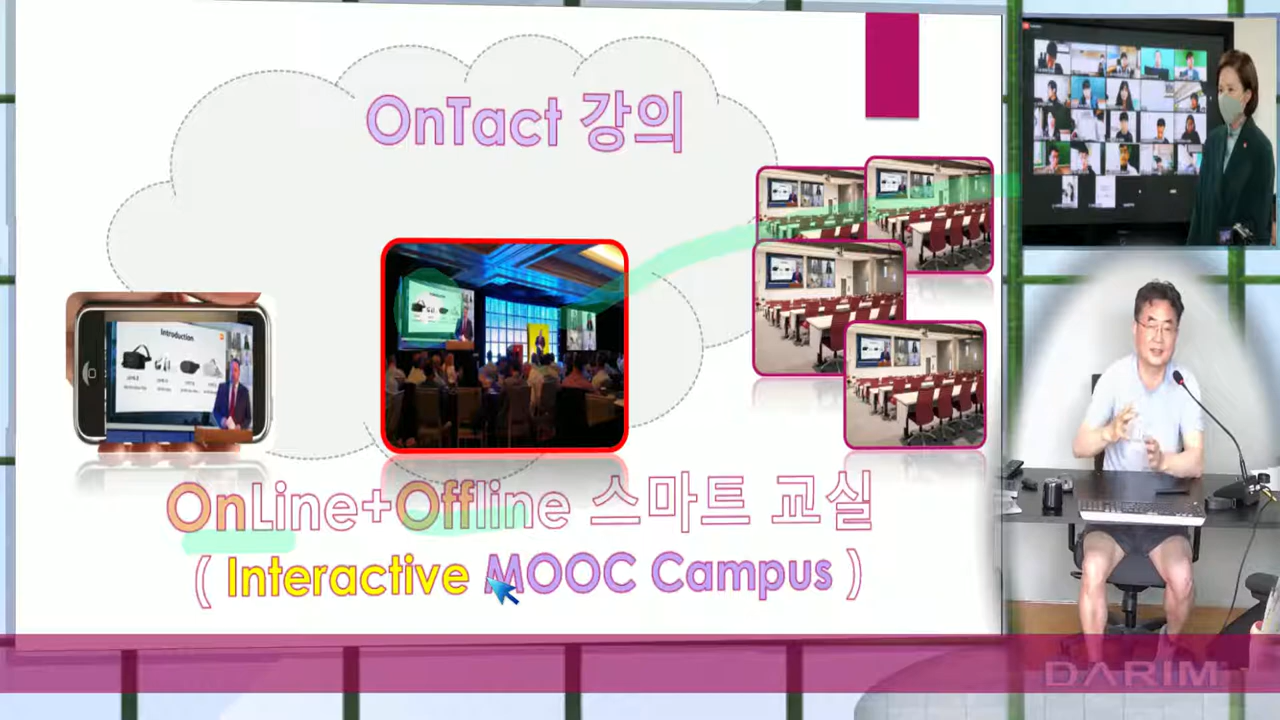 OnTact 강의
Introduction
OnLine+Offline 스마트 교실
( Interactive MOOC Campus )
DARIM